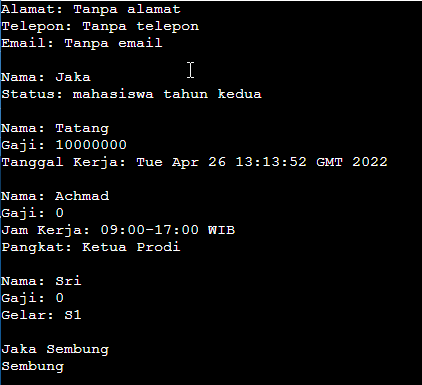 Alamat: Tanpa alamat
Telepon: Tanpa telepon
Email: Tanpa email
Nama: Jaka
Status: mahasiswa tahun kedua
Nama: Tatang
Gaji: 10000000
Tanggal Kerja: Tue Apr 26 13:13:52 GMT 2022
Nama: Achmad
Gaji: 0
Jam Kerja: 09:00-17:00 WIB
Pangkat: Ketua Prodi
Nama: Sri
Gaji: 0
Gelar: S1
Jaka Sembung
Sembung